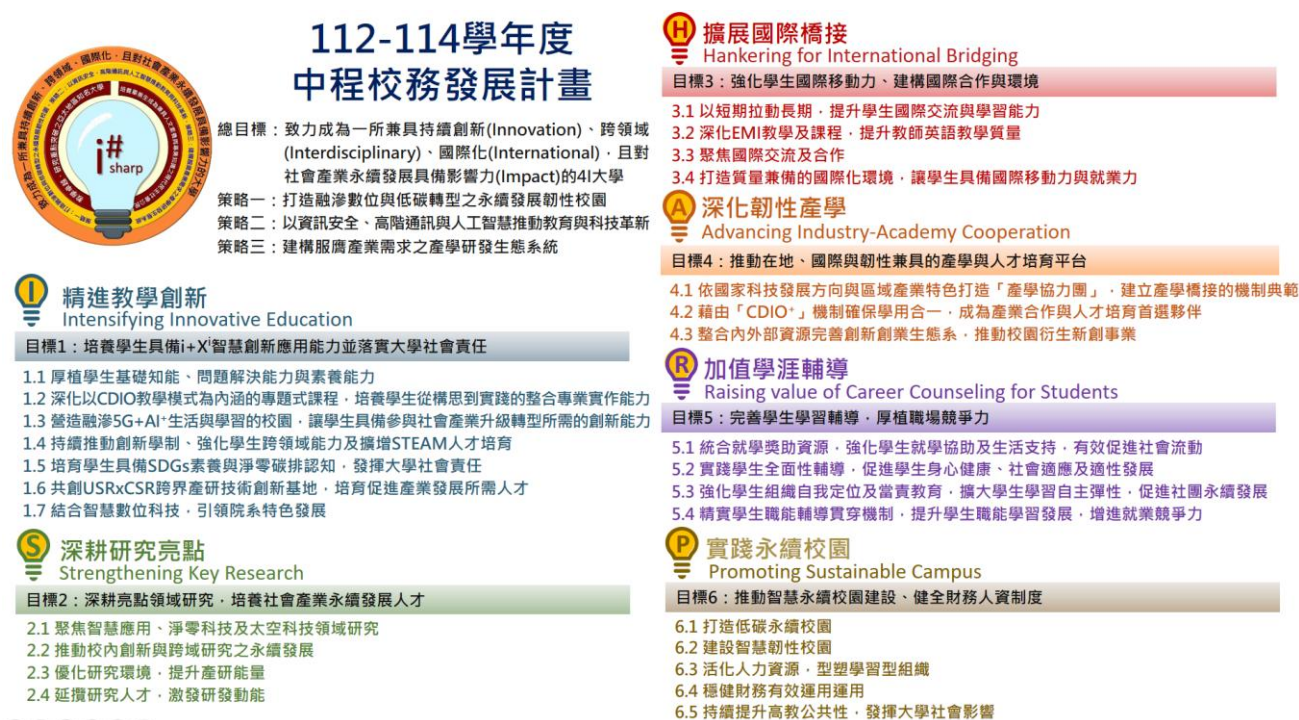 112-114學年度
中程校務發展計畫
i#
sharp
總目標：致力成為一所兼具持續創新(Innovation)、跨領域
(Interdisciplinary)、國際化(International)，且對
社會產業永續發展具備影響力(Impact)的4I大學
策略一：打造融滲數位與低碳轉型之永續發展韌性校園
策略二：以資訊安全、高階通訊與人工智慧推動教育與科技革新
策略三：建構服膺產業需求之產學研發生態系統
I
精進教學創新
Intensifying Innovative Education
目標1：培養學生具備i+Xⁱ智慧創新應用能力並落實大學社會責任
1.1 厚植學生基礎知能、問題解決能力與素養能力
1.2 深化以CDIO教學模式為內涵的專題式課程，培養學生從構思到實踐的整合專業實作能力
1.3 營造融滲5G+AI⁺生活與學習的校園，讓學生具備參與社會產業升級轉型所需的創新能力
1.4 持續推動創新學制、強化學生跨領域能力及擴增STEAM人才培育
1.5 培育學生具備SDGs素養與淨零碳排認知，發揮大學社會責任
1.6 共創USRxCSR跨界產研技術創新基地，培育促進產業發展所需人才
1.7 結合智慧數位科技，引領院系特色發展
S
深耕研究亮點
Strengthening Key Research
目標2：深耕亮點領域研究，培養社會產業永續發展人才
2.1 聚焦智慧應用、淨零科技及太空科技領域研究
2.2 推動校內創新與跨域研究之永續發展
2.3 優化研究環境，提升產研能量
2.4 延攬研究人才，激發研發動能
H
擴展國際橋接
Hankering for International Bridging
目標3：強化學生國際移動力、建構國際合作與環境
3.1 以短期拉動長期，提升學生國際交流與學習能力
3.2 深化EMI教學及課程，提升教師英語教學質量
3.3 聚焦國際交流及合作
3.4 打造質量兼備的國際化環境，讓學生具備國際移動力與就業力
A
深化韌性產學
Advancing Industry-Academy Cooperation
目標4：推動在地、國際與韌性兼具的產學與人才培育平台
4.1 依國家科技發展方向與區域產業特色打造「產學協力團」，建立產學橋接的機制典範
4.2 藉由「CDIO⁺」機制確保學用合一，成為產業合作與人才培育首選夥伴
4.3 整合內外部資源完善創新創業生態系，推動校園衍生新創事業
R
加值學涯輔導
Raising value of Career Counseling for Students
目標5：完善學生學習輔導，厚植職場競爭力
5.1 統合就學獎助資源，強化學生就學協助及生活支持，有效促進社會流動
5.2 實踐學生全面性輔導，促進學生身心健康、社會適應及適性發展
5.3 強化學生組織自我定位及當責教育，擴大學生學習自主彈性，促進社團永續發展
5.4 精實學生職能輔導貫穿機制，提升學生職能學習發展，增進就業競爭力
P
實踐永續校園
Promoting Sustainable Campus
目標6：推動智慧永續校園建設、健全財務人資制度
6.1 打造低碳永續校園
6.2 建設智慧韌性校園
6.3 活化人力資源，型塑學習型組織
6.4 穩健財務有效運用運用
6.5 持續提升高教公共性，發揮大學社會影響